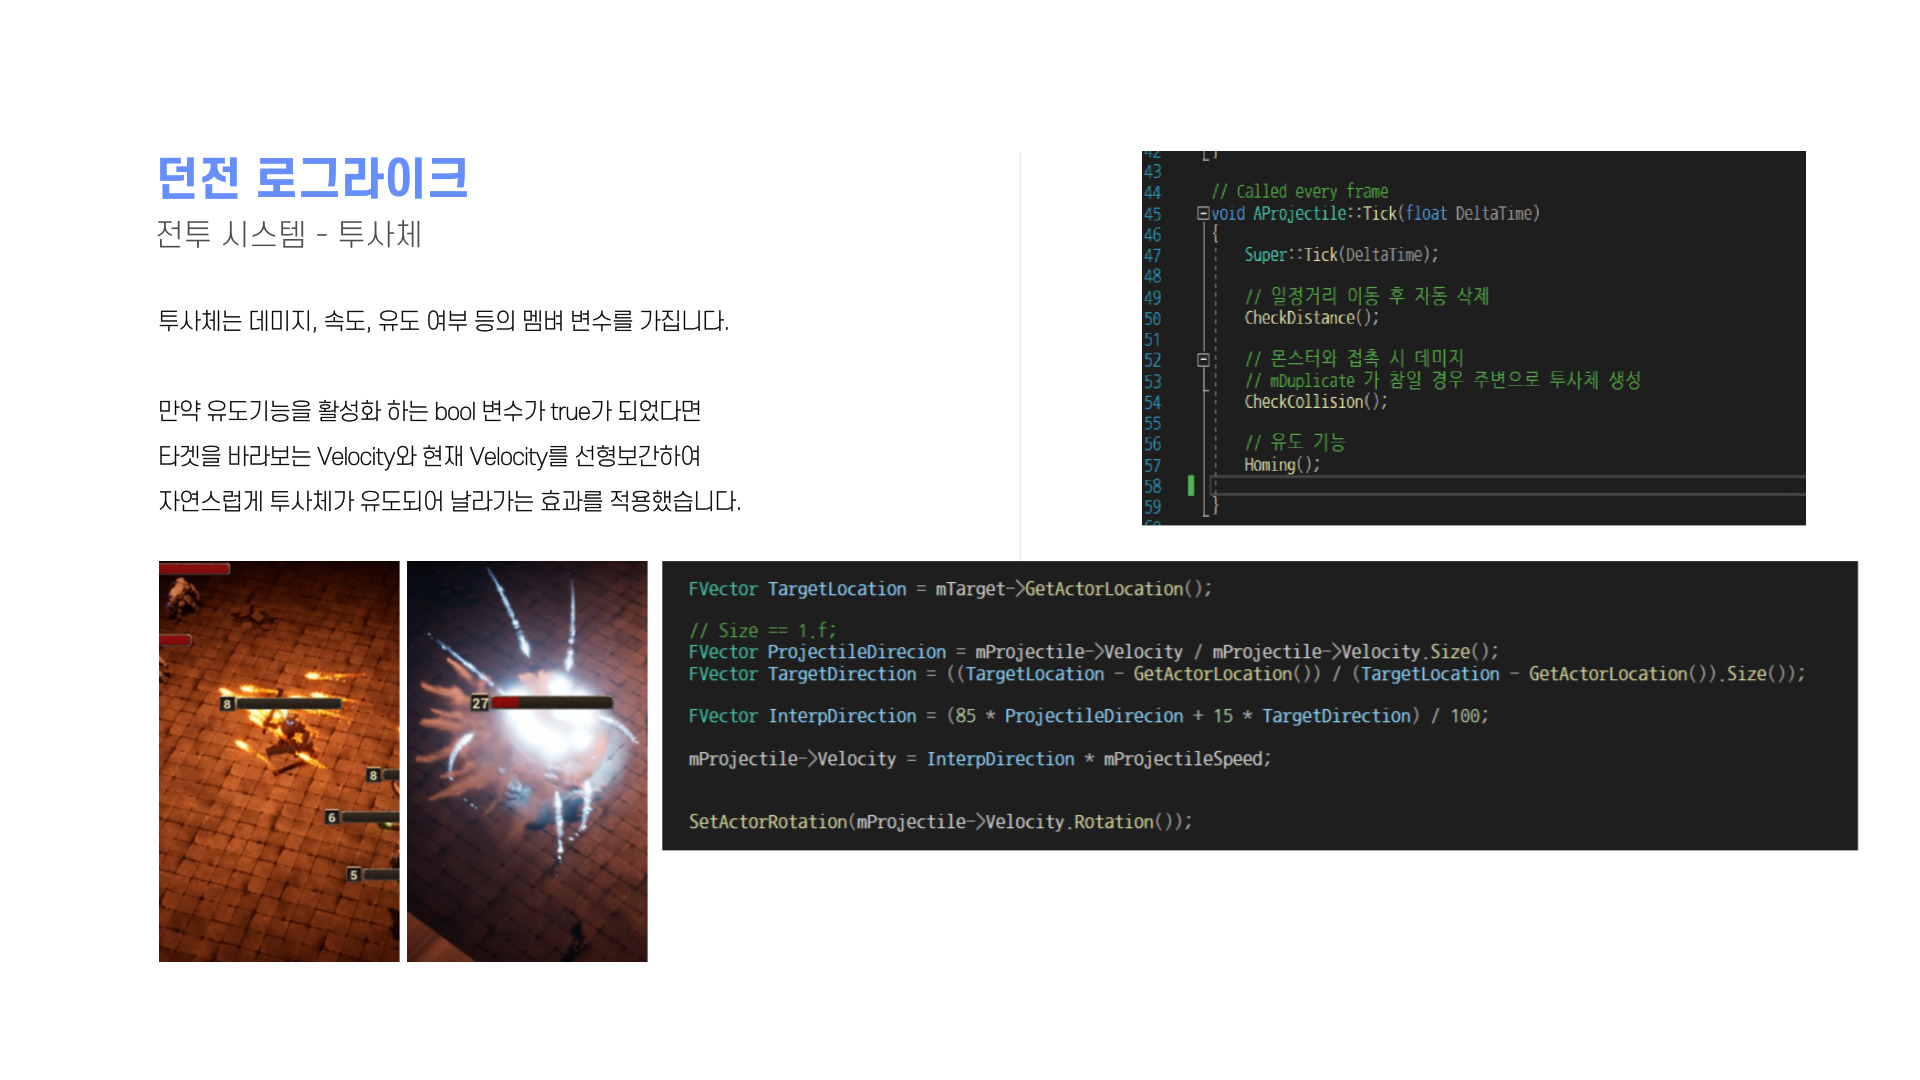 던전 로그라이크
전투 시스템 - 투사체
투사체는 데미지, 속도, 유도 여부 등의 멤버 변수를 가집니다.
만약 유도기능을 활성화 하는 bool 변수가 true가 되었다면
타겟을 바라보는 Velocity와 현재 Velocity를 선형보간하여
자연스럽게 투사체가 유도되어 날라가는 효과를 적용했습니다.
42 }
43
44 // Called every frame
45 void AProjectile::Tick(float DeltaTime)
46 {
47 Super::Tick(DeltaTime);
48
49 // 일정거리 이동 후 자동 삭제
50 CheckDistance();
51
52 // 몬스터와 접촉 시 데미지
53 // mDuplicate 가 참일 경우 주변으로 투사체 생성
54 CheckCollision();
55
56 // 유도 기능
57 Homing();
58
59 }
60
8
8
6
5
27
FVector TargetLocation = mTarget->GetActorLocation();
// Size == 1.f;
FVector ProjectileDirecion = mProjectile->Velocity / mProjectile->Velocity.Size();
FVector TargetDirection = ((TargetLocation - GetActorLocation()) / (TargetLocation - GetActorLocation()).Size());
FVector InterpDirection = (85 * ProjectileDirecion + 15 * TargetDirection) / 100;
mProjectile->Velocity = InterpDirection * mProjectileSpeed;
SetActorRotation(mProjectile->Velocity.Rotation());